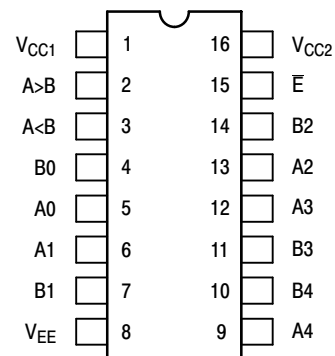 VCC1 1 16 VCC2
A>B 2 15 E̅
A<B 3 14 B2
B0 4 13 A2
A0 5 12 A3
A1 6 11 B3
B1 7 10 B4
VEE 8 9 A4